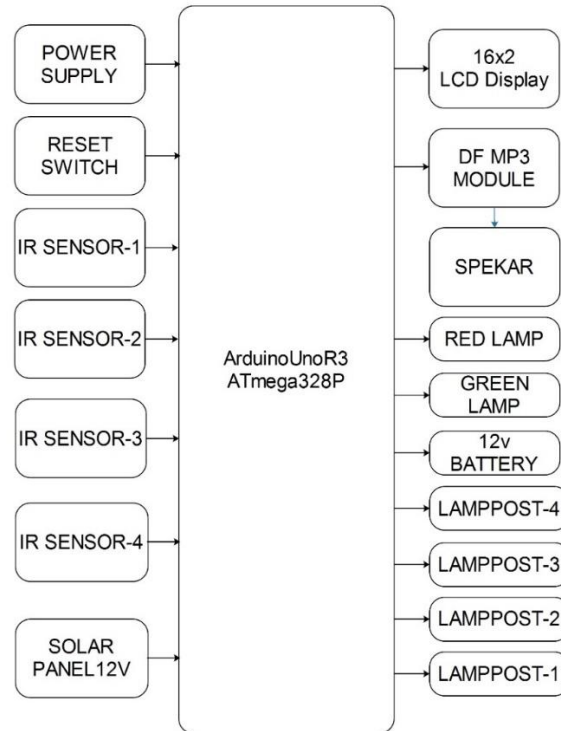 POWER
SUPPLY
RESET
SWITCH
IR SENSOR-1
IR SENSOR-2
IR SENSOR-3
IR SENSOR-4
SOLAR
PANEL12V
ArduinoUnoR3
ATmega328P
16x2
LCD Display
DF MP3
MODULE
SPEKAR
RED LAMP
GREEN
LAMP
12v
BATTERY
LAMPPOST-4
LAMPPOST-3
LAMPPOST-2
LAMPPOST-1